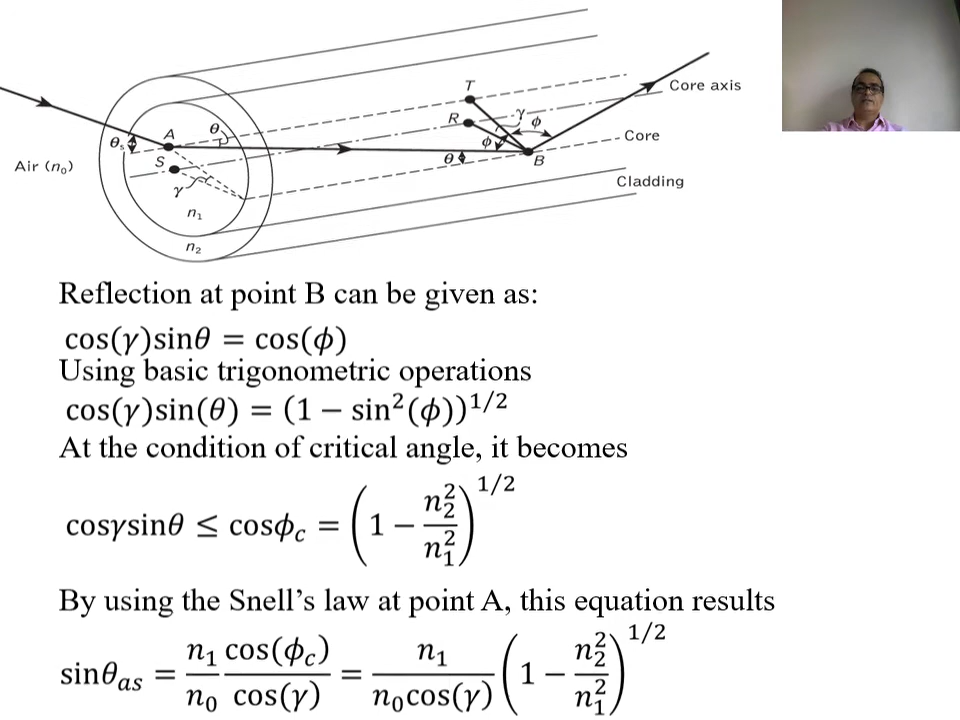 T
Core axis
R
γ
ϕ
A
θ
θs
ϕ
Core
S
θ
B
Air (n₀)
γ
Cladding
n₁
n₂
Reflection at point B can be given as:
cos(γ)sinθ = cos(ϕ)
Using basic trigonometric operations
cos(γ)sin(θ) = (1 − sin²(ϕ))^1/2
At the condition of critical angle, it becomes
cosγsinθ ≤ cosϕ_c = (1 − n₂²/n₁²)^1/2
By using the Snell’s law at point A, this equation results
sinθ_as = n₁/n₀ cos(ϕ_c)/cos(γ) = n₁/(n₀cos(γ)) (1 − n₂²/n₁²)^1/2